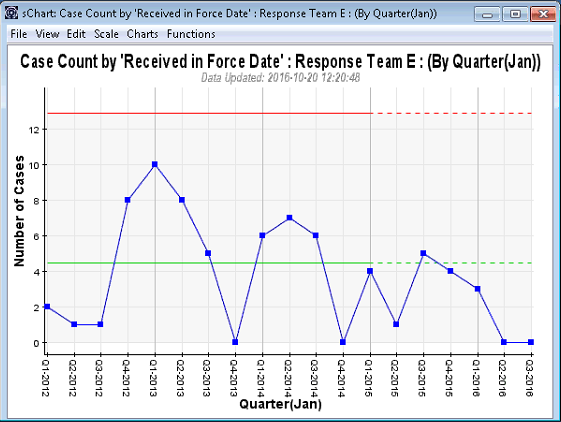 sChart: Case Count by 'Received in Force Date' : Response Team E : (By Quarter(Jan))
File View Edit Scale Charts Functions
Case Count by 'Received in Force Date' : Response Team E : (By Quarter(Jan))
Data Updated: 2016-10-20 12:20:48
Number of Cases
12
10
8
6
4
2
0
Q1-2012 Q2-2012 Q3-2012 Q4-2012 Q1-2013 Q2-2013 Q3-2013 Q4-2013 Q1-2014 Q2-2014 Q3-2014 Q4-2014 Q1-2015 Q2-2015 Q3-2015 Q4-2015 Q1-2016 Q2-2016 Q3-2016
Quarter(Jan)